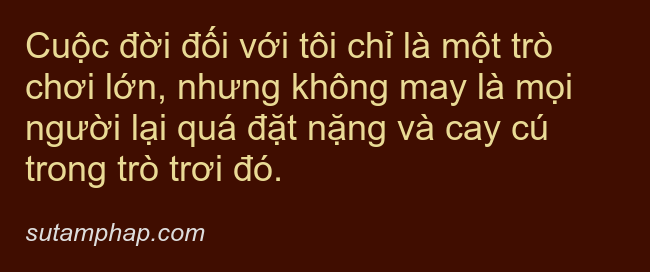 Cuộc đời đối với tôi chỉ là một trò
chơi lớn, nhưng không may là mọi
người lại quá đặt nặng và cay cú
trong trò trơi đó.
sutamphap.com